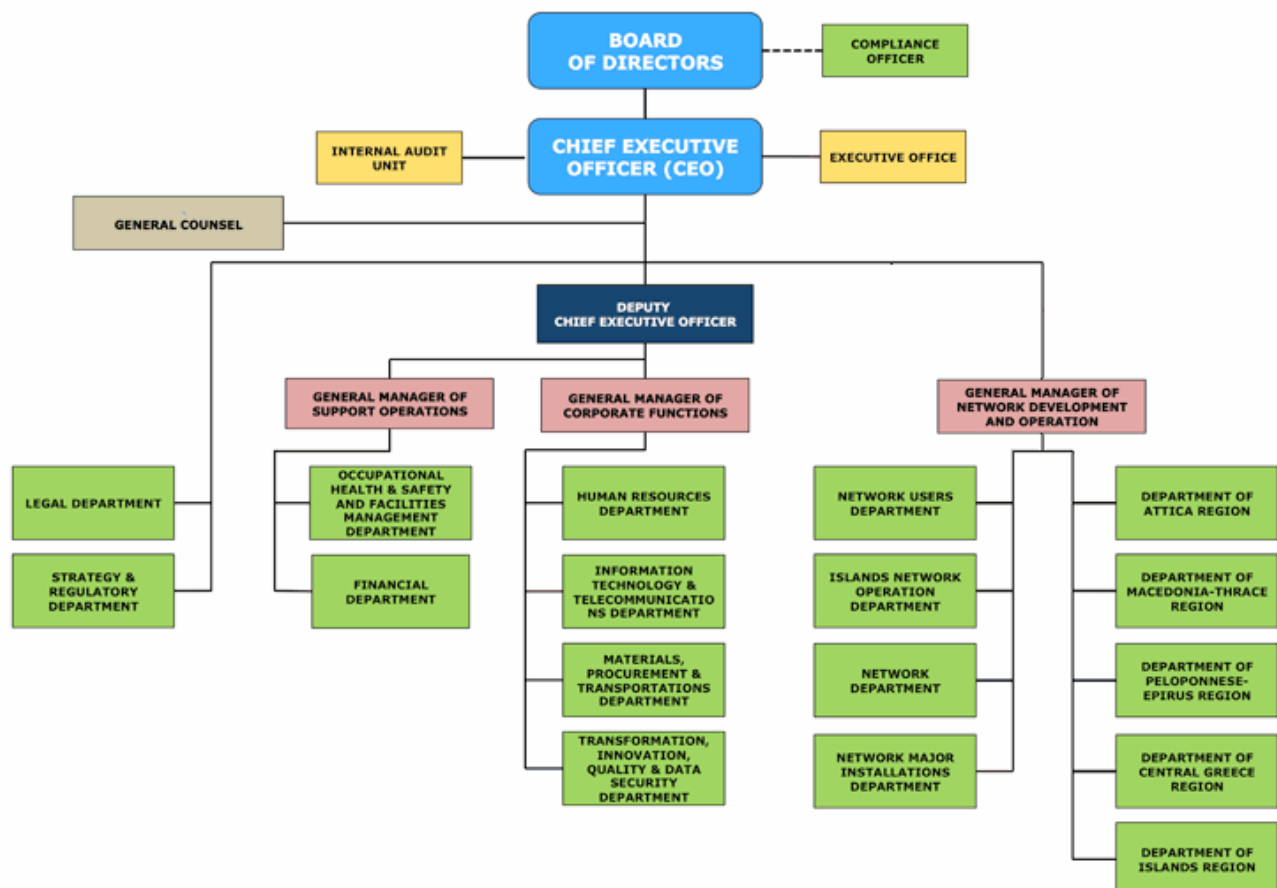 BOARD
OF DIRECTORS
COMPLIANCE
OFFICER
INTERNAL AUDIT
UNIT
CHIEF EXECUTIVE
OFFICER (CEO)
EXECUTIVE OFFICE
GENERAL COUNSEL
DEPUTY
CHIEF EXECUTIVE OFFICER
GENERAL MANAGER OF
SUPPORT OPERATIONS
GENERAL MANAGER OF
CORPORATE FUNCTIONS
GENERAL MANAGER OF
NETWORK DEVELOPMENT
AND OPERATION
LEGAL DEPARTMENT
STRATEGY &
REGULATORY
DEPARTMENT
OCCUPATIONAL
HEALTH & SAFETY
AND FACILITIES
MANAGEMENT
DEPARTMENT
FINANCIAL
DEPARTMENT
HUMAN RESOURCES
DEPARTMENT
INFORMATION
TECHNOLOGY &
TELECOMMUNICATIO
NS DEPARTMENT
MATERIALS,
PROCUREMENT &
TRANSPORTATIONS
DEPARTMENT
TRANSFORMATION,
INNOVATION,
QUALITY & DATA
SECURITY
DEPARTMENT
NETWORK USERS
DEPARTMENT
ISLANDS NETWORK
OPERATION
DEPARTMENT
NETWORK
DEPARTMENT
NETWORK MAJOR
INSTALLATIONS
DEPARTMENT
DEPARTMENT OF
ATTICA REGION
DEPARTMENT OF
MACEDONIA-THRACE
REGION
DEPARTMENT OF
PELOPONNESE-
EPIRUS REGION
DEPARTMENT OF
CENTRAL GREECE
REGION
DEPARTMENT OF
ISLANDS REGION